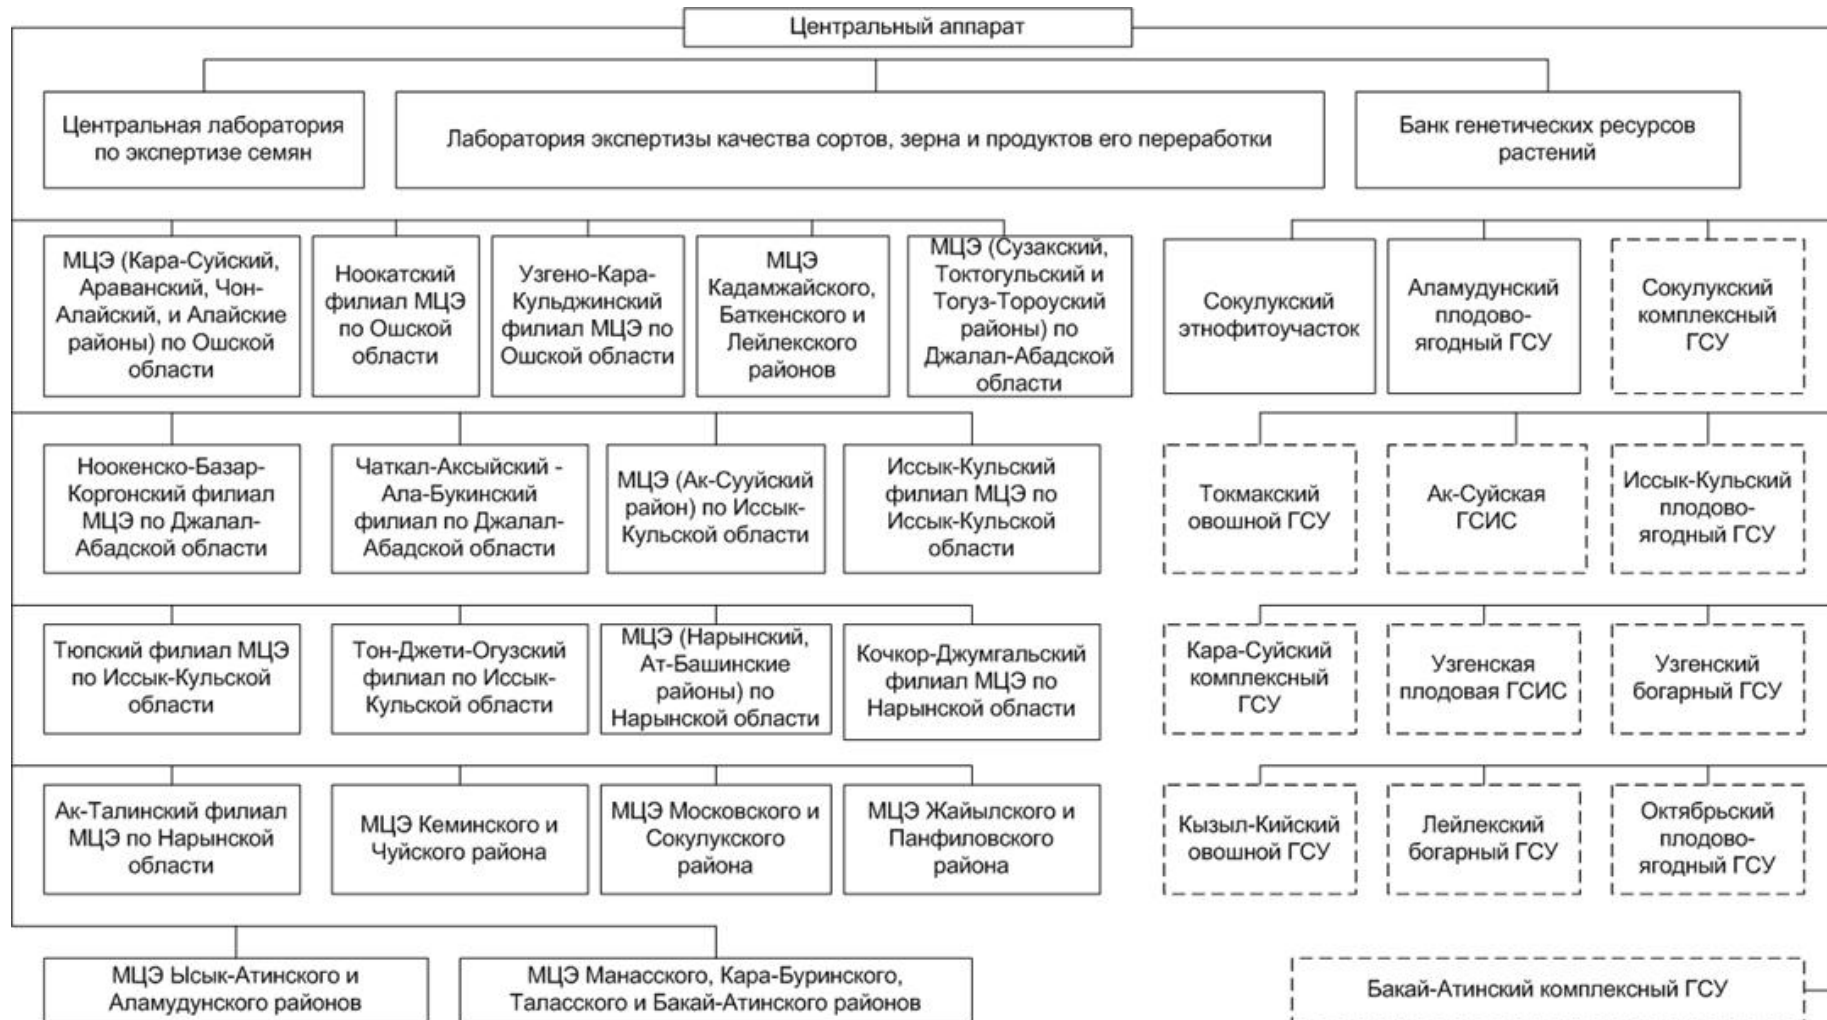 Центральный аппарат
Центральная лаборатория
по экспертизе семян
Лаборатория экспертизы качества сортов, зерна и продуктов его переработки
Банк генетических ресурсов
растений
МЦЭ (Кара-Суйский,
Араванский, Чон-
Алайский, и Алайские
районы) по Ошской
области
Ноокатский
филиал МЦЭ
по Ошской
области
Узгено-Кара-
Кульджинский
филиал МЦЭ по
Ошской области
МЦЭ
Кадамжайского,
Баткенского и
Лейлекского
районов
МЦЭ (Сузакский,
Токтогульский и
Тогуз-Тороуский
районы) по
Джалал-Абадской
области
Сокулукский
этнофитоучасток
Аламудунский
плодово-
ягодный ГСУ
Сокулукский
комплексный
ГСУ
Ноокенско-Базар-
Коргонский филиал
МЦЭ по Джалал-
Абадской области
Чаткал-Аксыйский -
Ала-Букинский
филиал по Джалал-
Абадской области
МЦЭ (Ак-Сууйский
район) по Иссык-
Кульской области
Иссык-Кульский
филиал МЦЭ по
Иссык-Кульской
области
Токмакский
овошной ГСУ
Ак-Суйская
ГСИС
Иссык-Кульский
плодово-
ягодный ГСУ
Тюпский филиал МЦЭ
по Иссык-Кульской
области
Тон-Джети-Огузский
филиал по Иссык-
Кульской области
МЦЭ (Нарынский,
Ат-Башинские
районы) по
Нарынской области
Кочкор-Джумгальский
филиал МЦЭ по
Нарынской области
Кара-Суйский
комплексный
ГСУ
Узгенская
плодовая ГСИС
Узгенский
богарный ГСУ
Ак-Талинский филиал
МЦЭ по Нарынской
области
МЦЭ Кеминского и
Чуйского района
МЦЭ Московского и
Сокулукского
района
МЦЭ Жайылского и
Панфиловского
района
Кызыл-Кийский
овошной ГСУ
Лейлекский
богарный ГСУ
Октябрьский
плодово-
ягодный ГСУ
МЦЭ Ысык-Атинского и
Аламудунского районов
МЦЭ Манасского, Кара-Буринского,
Таласского и Бакай-Атинского районов
Бакай-Атинский комплексный ГСУ